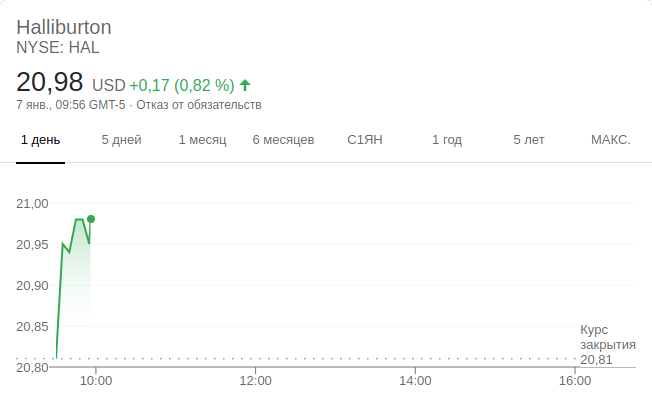 Halliburton
NYSE: HAL
20,98 USD +0,17 (0,82 %)
7 янв., 09:56 GMT-5 · Отказ от обязательств
1 день 5 дней 1 месяц 6 месяцев С1ЯН 1 год 5 лет МАКС.
21,00
20,95
20,90
20,85
20,80
Курс
закрытия
20,81
10:00 12:00 14:00 16:00